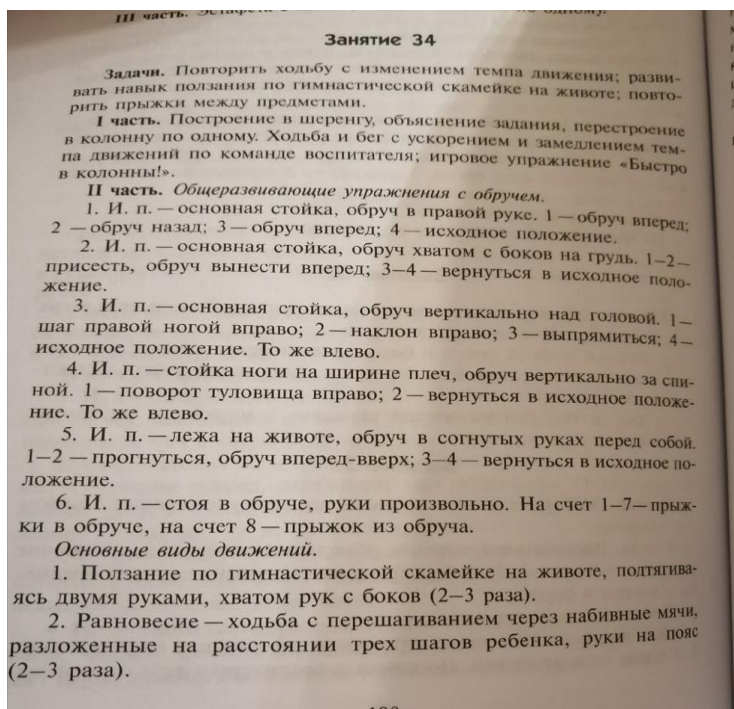 III часть. Эстафета
по одному.
Занятие 34
Задачи. Повторить ходьбу с изменением темпа движения; разви-
вать навык ползания по гимнастической скамейке на животе; повто-
рить прыжки между предметами.
I часть. Построение в шеренгу, объяснение задания, перестроение
в колонну по одному. Ходьба и бег с ускорением и замедлением тем-
па движений по команде воспитателя; игровое упражнение «Быстро
в колонны!».
II часть. Общеразвивающие упражнения с обручем.
1. И. п. — основная стойка, обруч в правой руке. 1 — обруч вперед;
2 — обруч назад; 3 — обруч вперед; 4 — исходное положение.
2. И. п. — основная стойка, обруч хватом с боков на грудь. 1–2 —
присесть, обруч вынести вперед; 3–4 — вернуться в исходное поло-
жение.
3. И. п. — основная стойка, обруч вертикально над головой. 1 —
шаг правой ногой вправо; 2 — наклон вправо; 3 — выпрямиться; 4 —
исходное положение. То же влево.
4. И. п. — стойка ноги на ширине плеч, обруч вертикально за спи-
ной. 1 — поворот туловища вправо; 2 — вернуться в исходное положе-
ние. То же влево.
5. И. п. — лежа на животе, обруч в согнутых руках перед собой.
1–2 — прогнуться, обруч вперед-вверх; 3–4 — вернуться в исходное по-
ложение.
6. И. п. — стоя в обруче, руки произвольно. На счет 1–7 — прыж-
ки в обруче, на счет 8 — прыжок из обруча.
Основные виды движений.
1. Ползание по гимнастической скамейке на животе, подтягива-
ясь двумя руками, хватом рук с боков (2–3 раза).
2. Равновесие — ходьба с перешагиванием через набивные мячи,
разложенные на расстоянии трех шагов ребенка, руки на пояс
(2–3 раза).